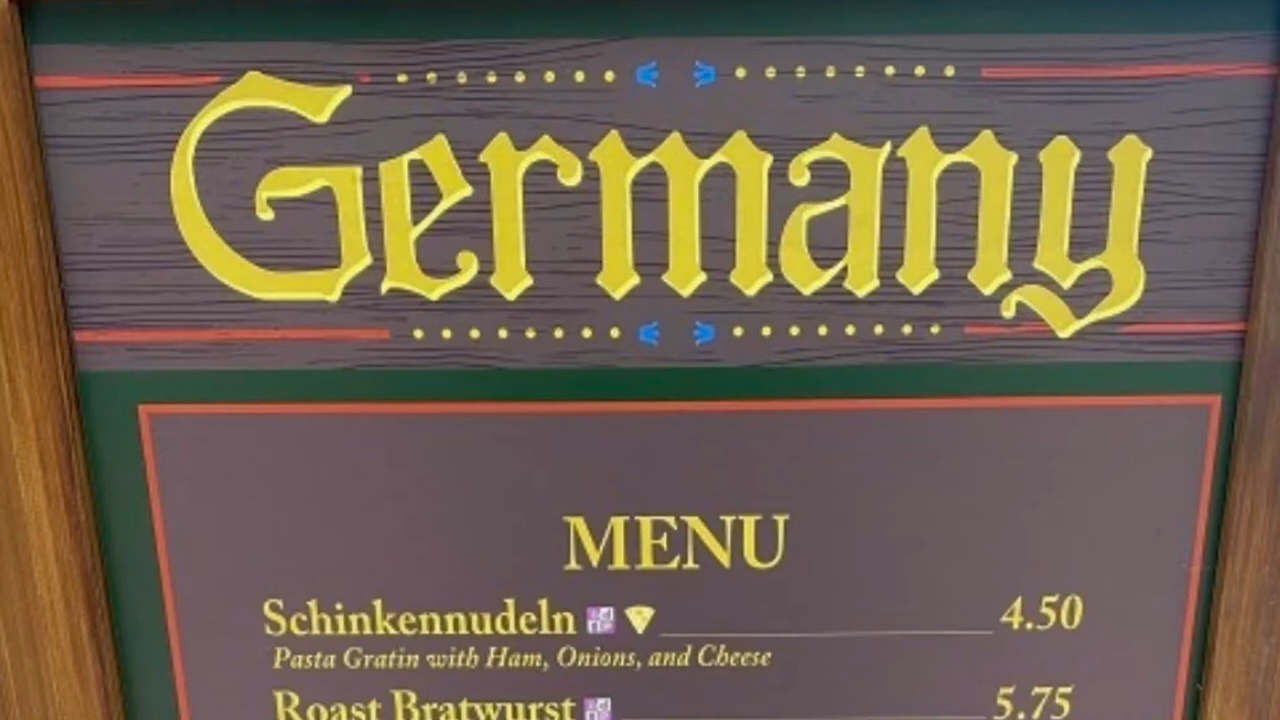 Germany
MENU
Schinkennudeln 4.50
Pasta Gratin with Ham, Onions, and Cheese
Roast Bratwurst 5.75